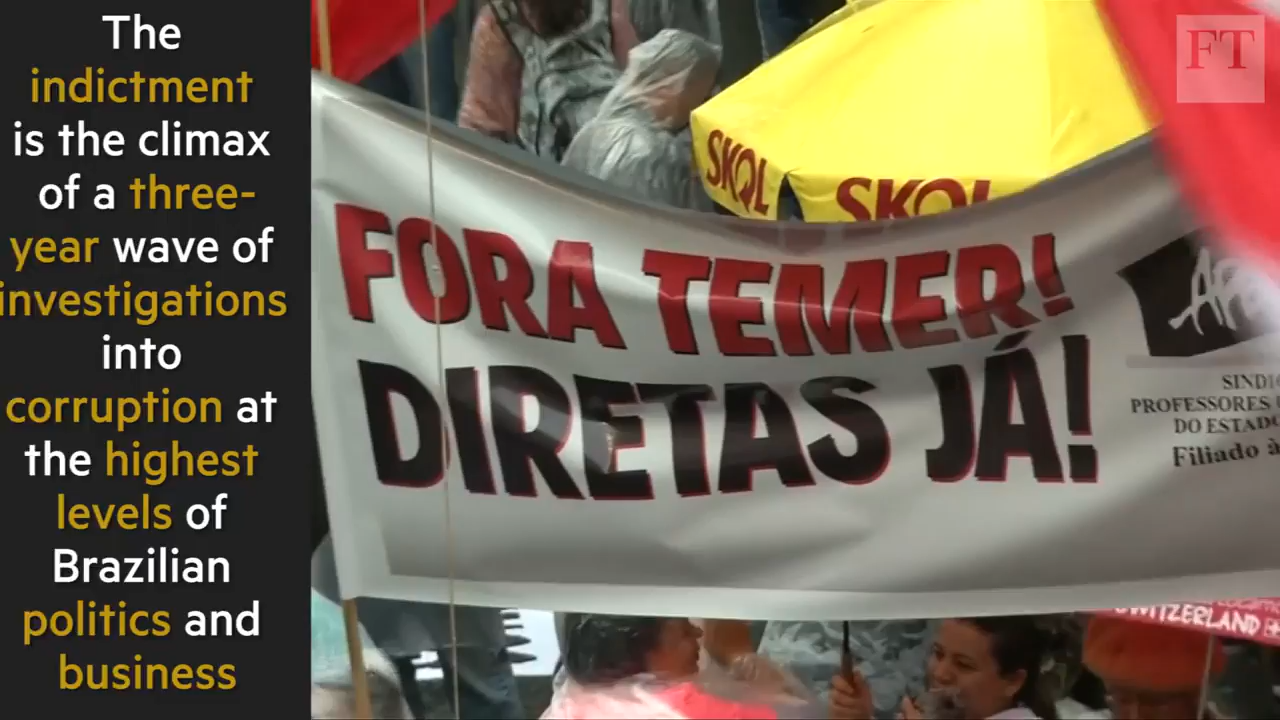 The
indictment
is the climax
of a three-
year wave of
investigations
into
corruption at
the highest
levels of
Brazilian
politics and
business
FT
SKOL
SKOL
FORA TEMER!
DIRETAS JÁ!
PROFESSORES
DO ESTADO
Filiado à
SWITZERLAND